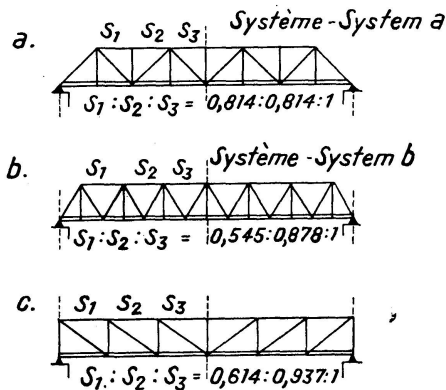 a. S₁ S₂ S₃ Système-System a
S₁:S₂:S₃= 0,814:0,814:1
b. S₁ S₂ S₃ Système-System b
S₁:S₂:S₃ = 0,545:0,878:1
c. S₁ S₂ S₃
S₁:S₂:S₃ = 0,614:0,937:1